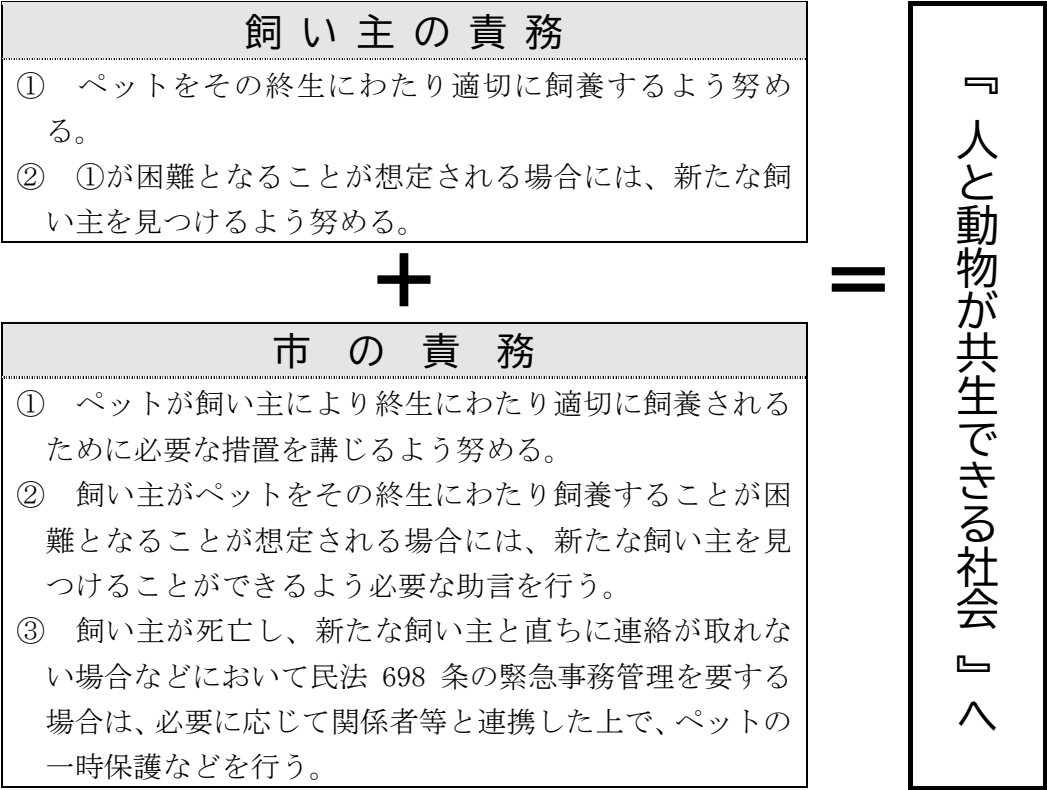 飼い主の責務
① ペットをその終生にわたり適切に飼養するよう努め
る。
② ①が困難となることが想定される場合には、新たな飼
い主を見つけるよう努める。
＋
市の責務
① ペットが飼い主により終生にわたり適切に飼養される
ために必要な措置を講じるよう努める。
② 飼い主がペットをその終生にわたり飼養することが困
難となることが想定される場合には、新たな飼い主を見
つけることができるよう必要な助言を行う。
③ 飼い主が死亡し、新たな飼い主と直ちに連絡が取れな
い場合などにおいて民法 698 条の緊急事務管理を要する
場合は、必要に応じて関係者等と連携した上で、ペットの
一時保護などを行う。
＝
『人と動物が共生できる社会』へ